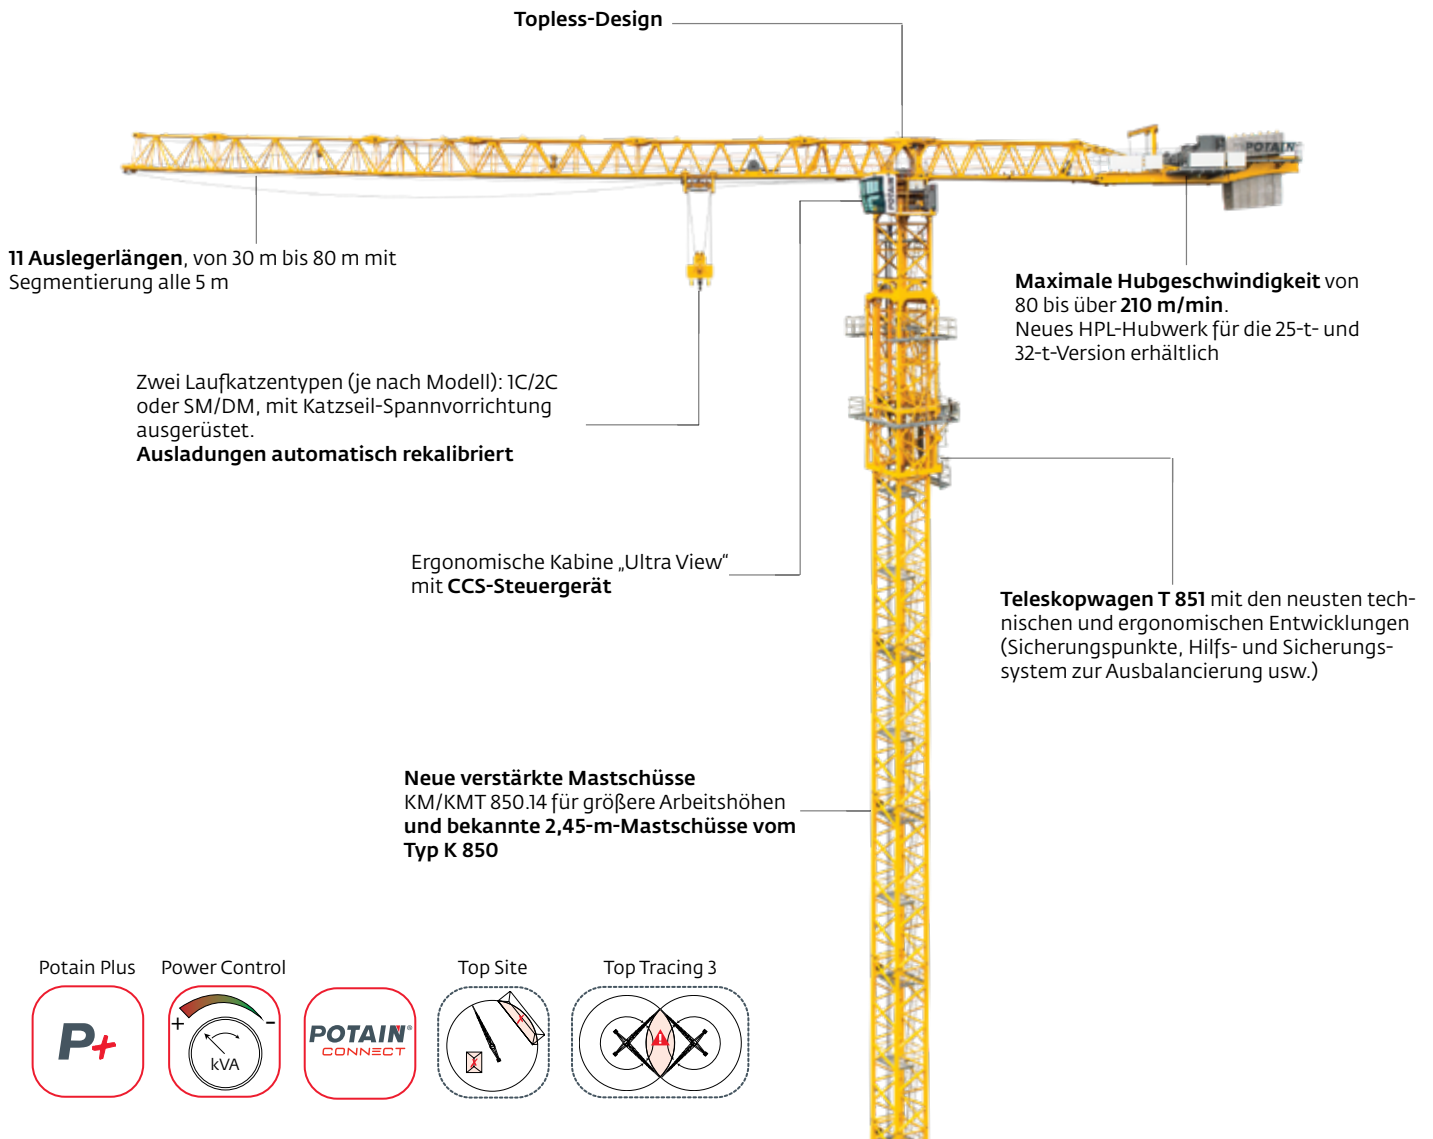 Topless-Design
POTAIN
POTAIN
11 Auslegerlängen, von 30 m bis 80 m mit
Segmentierung alle 5 m
Maximale Hubgeschwindigkeit von
80 bis über 210 m/min.
Neues HPL-Hubwerk für die 25-t- und
32-t-Version erhältlich
Zwei Laufkatzentypen (je nach Modell): 1C/2C
oder SM/DM, mit Katzseil-Spannvorrichtung
ausgerüstet.
Ausladungen automatisch rekalibriert
Ergonomische Kabine „Ultra View“
mit CCS-Steuergerät
Teleskopwagen T 851 mit den neusten tech-
nischen und ergonomischen Entwicklungen
(Sicherungspunkte, Hilfs- und Sicherungs-
system zur Ausbalancierung usw.)
Neue verstärkte Mastschüsse
KM/KMT 850.14 für größere Arbeitshöhen
und bekannte 2,45-m-Mastschüsse vom
Typ K 850
Potain Plus
P+
Power Control
+ -
kVA
POTAIN®
CONNECT
Top Site
Top Tracing 3